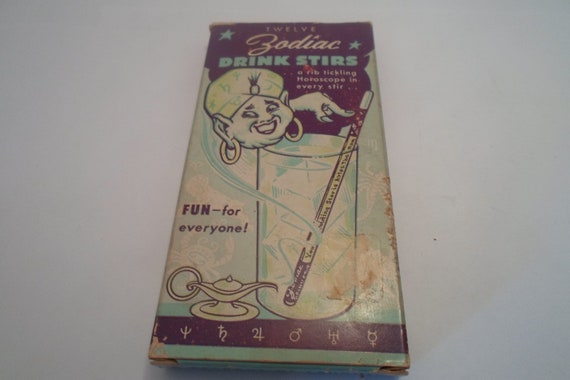 TWELVE
Zodiac
DRINK STIRS
. . . a rib tickling
Horoscope in
every stir . .
FUN—for
everyone!
♆ ♄ ♃ ♂ ♅ ☿